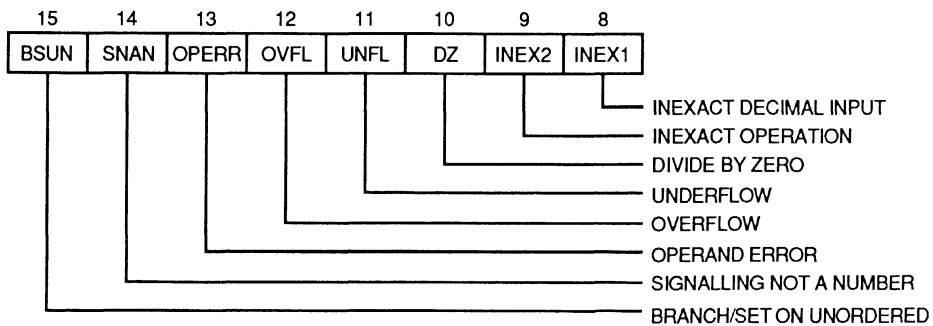 15 14 13 12 11 10 9 8
BSUN SNAN OPERR OVFL UNFL DZ INEX2 INEX1
INEXACT DECIMAL INPUT
INEXACT OPERATION
DIVIDE BY ZERO
UNDERFLOW
OVERFLOW
OPERAND ERROR
SIGNALLING NOT A NUMBER
BRANCH/SET ON UNORDERED